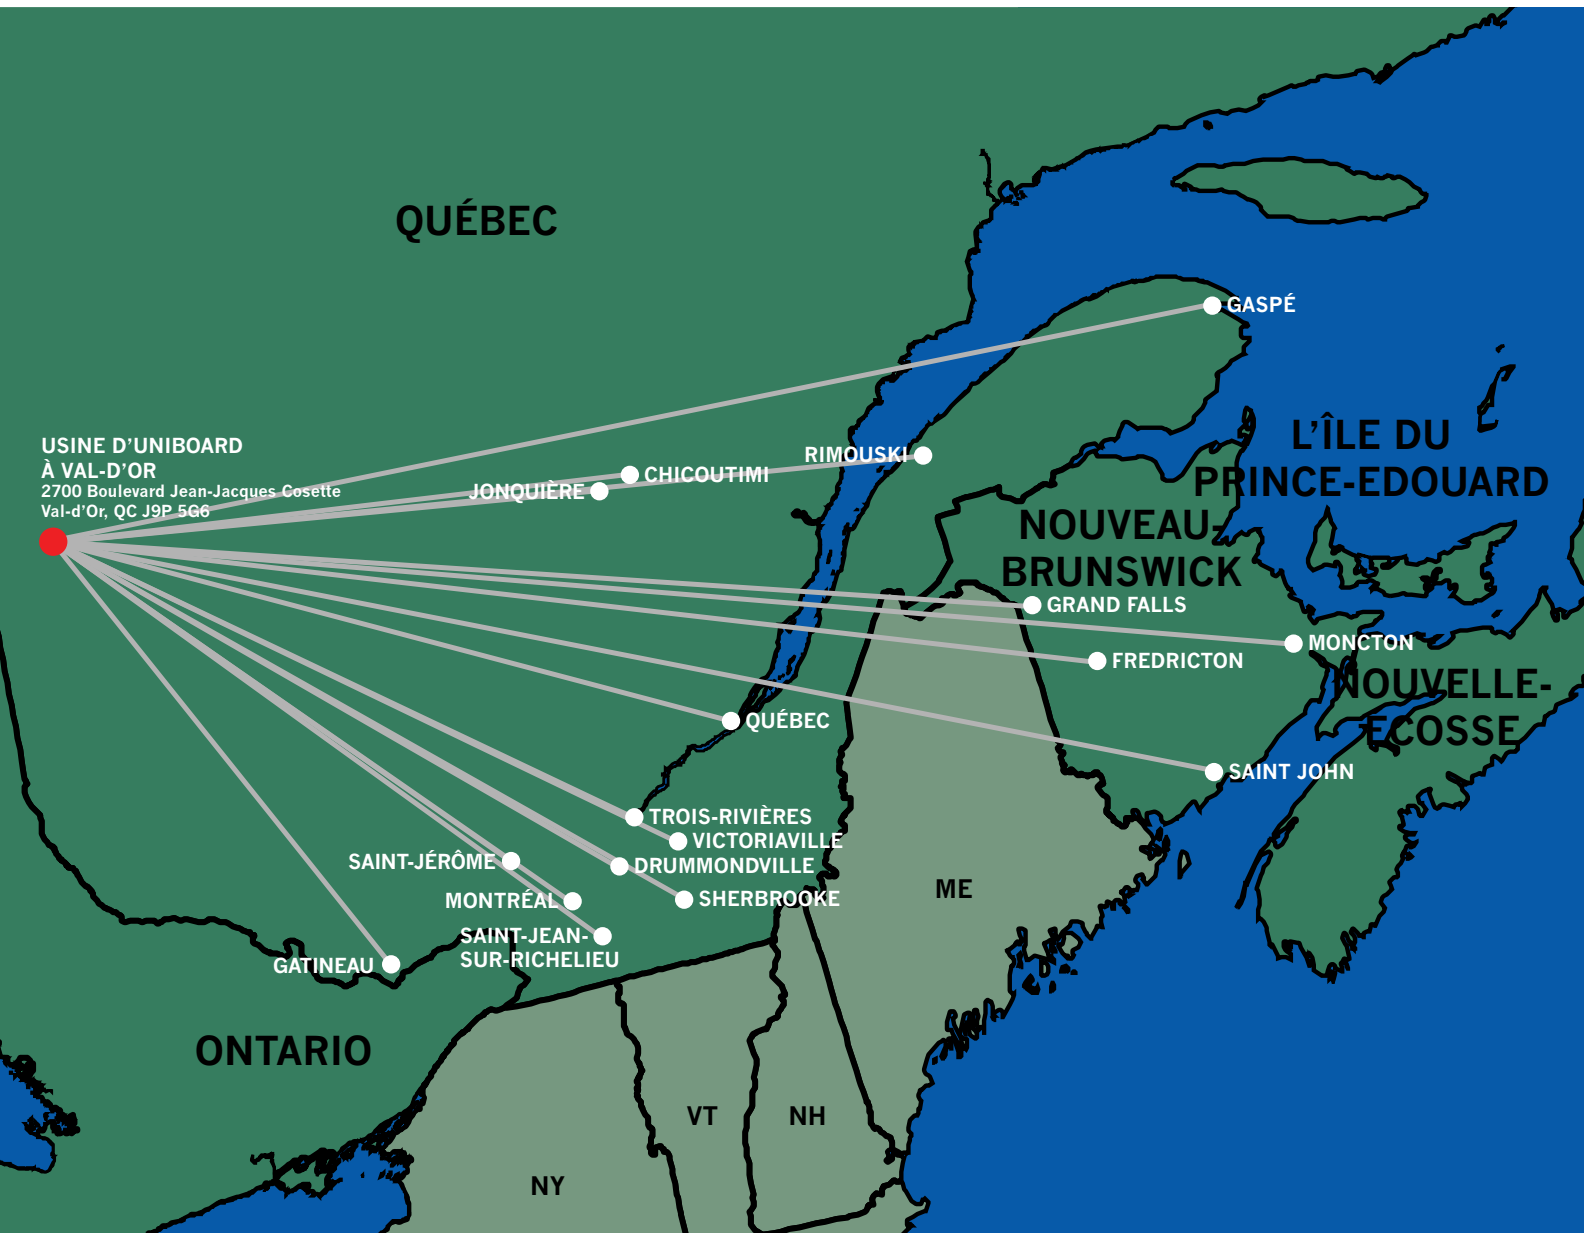 QUÉBEC
GASPÉ
L'ÎLE DU
PRINCE-EDOUARD
USINE D'UNIBOARD
À VAL-D'OR
2700 Boulevard Jean-Jacques Cosette
Val-d'Or, QC J9P 5G6
RIMOUSKI
CHICOUTIMI
JONQUIÈRE
NOUVEAU-
BRUNSWICK
GRAND FALLS
MONCTON
FREDRICTON
NOUVELLE-
ECOSSE
QUÉBEC
SAINT JOHN
TROIS-RIVIÈRES
VICTORIAVILLE
SAINT-JÉRÔME
DRUMMONDVILLE
MONTRÉAL
SHERBROOKE
ME
SAINT-JEAN-
SUR-RICHELIEU
GATINEAU
ONTARIO
VT
NH
NY